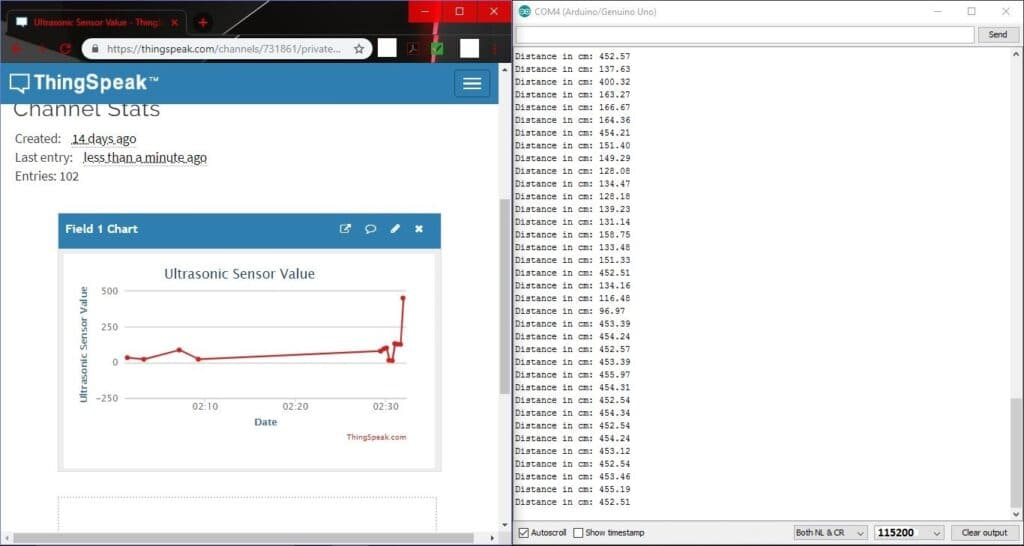 Ultrasonic Sensor Value - Thing
https://thingspeak.com/channels/731861/private...
ThingSpeak™
Channel Stats
Created: 14 days ago
Last entry: less than a minute ago
Entries: 102
Field 1 Chart
Ultrasonic Sensor Value
Ultrasonic Sensor Value
500
250
0
-250
02:10
02:20
02:30
Date
ThingSpeak.com
COM4 (Arduino/Genuino Uno)
Send
Distance in cm: 452.57
Distance in cm: 137.63
Distance in cm: 400.32
Distance in cm: 163.27
Distance in cm: 166.67
Distance in cm: 164.36
Distance in cm: 454.21
Distance in cm: 151.40
Distance in cm: 149.29
Distance in cm: 128.08
Distance in cm: 134.47
Distance in cm: 128.18
Distance in cm: 139.23
Distance in cm: 131.14
Distance in cm: 158.75
Distance in cm: 133.48
Distance in cm: 151.33
Distance in cm: 452.51
Distance in cm: 134.16
Distance in cm: 116.48
Distance in cm: 96.97
Distance in cm: 453.39
Distance in cm: 454.24
Distance in cm: 452.57
Distance in cm: 453.39
Distance in cm: 455.97
Distance in cm: 454.31
Distance in cm: 452.54
Distance in cm: 454.34
Distance in cm: 452.54
Distance in cm: 454.24
Distance in cm: 453.12
Distance in cm: 452.54
Distance in cm: 453.46
Distance in cm: 455.19
Distance in cm: 452.51
Autoscroll
Show timestamp
Both NL & CR
115200
Clear output